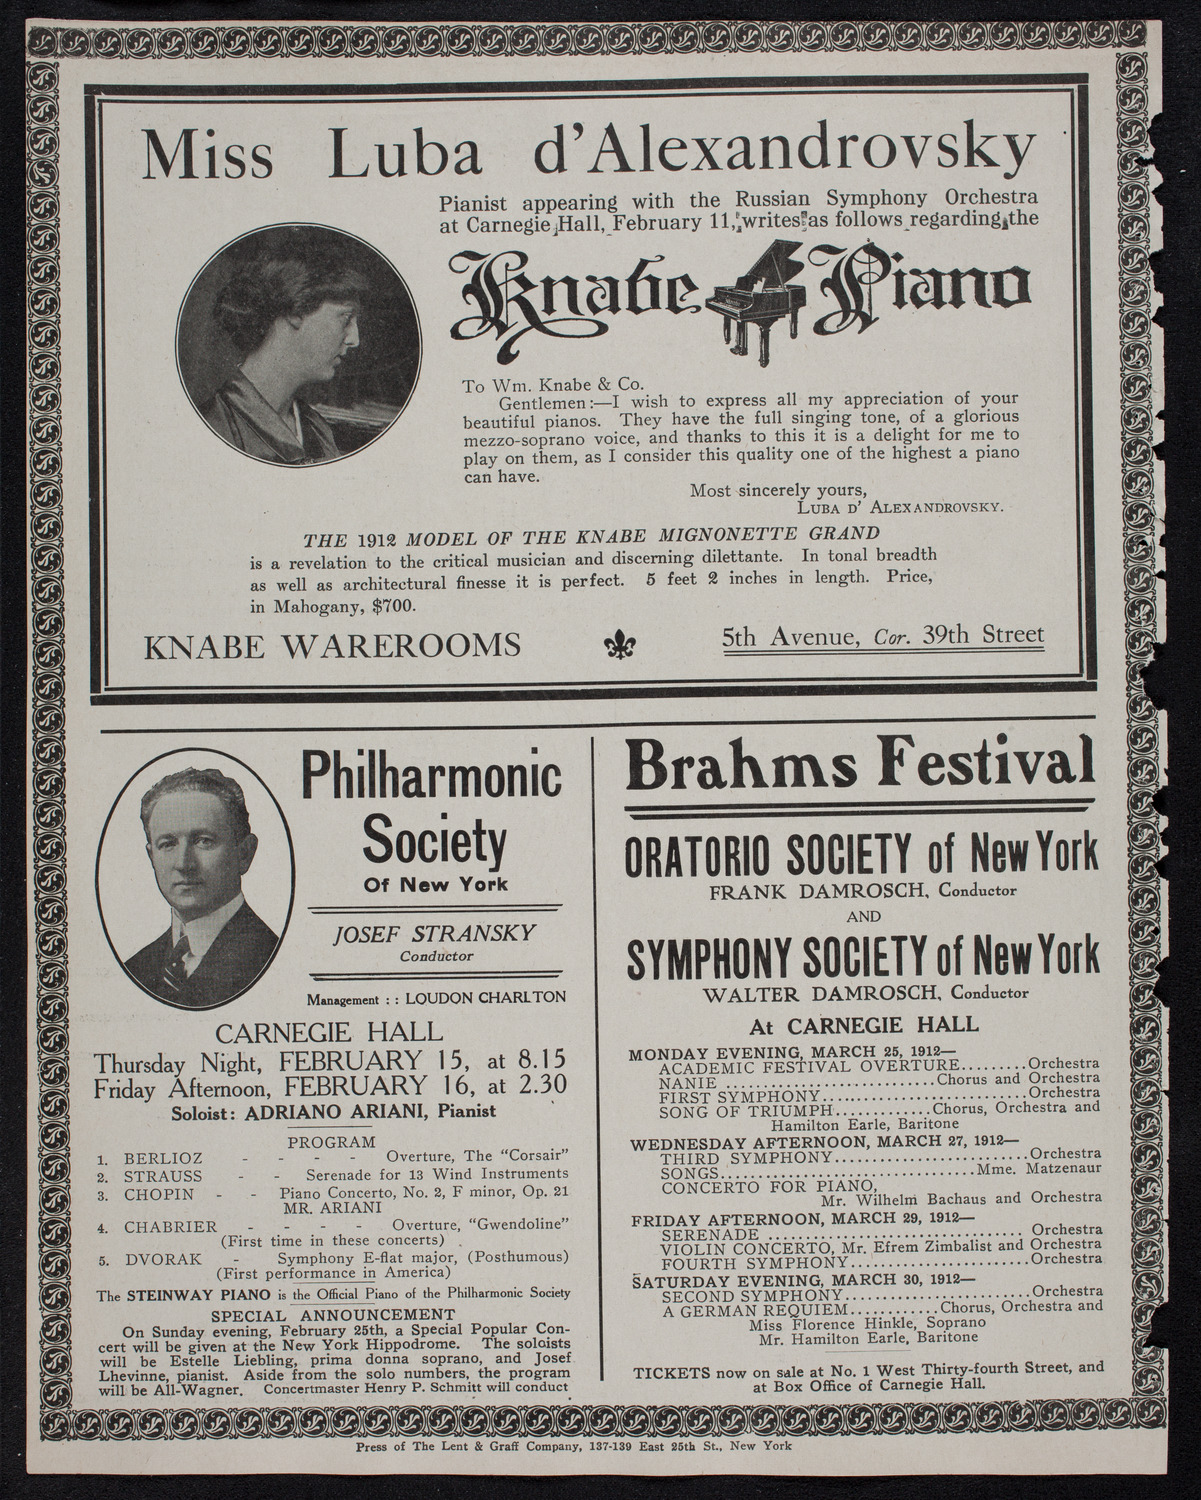 Miss Luba d'Alexandrovsky
Pianist appearing with the Russian Symphony Orchestra
at Carnegie Hall, February 11, writes as follows regarding the
Knabe Piano
To Wm. Knabe & Co.
Gentlemen:—I wish to express all my appreciation of your
beautiful pianos. They have the full singing tone, of a glorious
mezzo-soprano voice, and thanks to this it is a delight for me to
play on them, as I consider this quality one of the highest a piano
can have.
Most sincerely yours,
LUBA D' ALEXANDROVSKY.
THE 1912 MODEL OF THE KNABE MIGNONETTE GRAND
is a revelation to the critical musician and discerning dilettante. In tonal breadth
as well as architectural finesse it is perfect. 5 feet 2 inches in length. Price,
in Mahogany, $700.
KNABE WAREROOMS
5th Avenue, Cor. 39th Street
Philharmonic
Society
Of New York
JOSEF STRANSKY
Conductor
Management : : LOUDON CHARLTON
CARNEGIE HALL
Thursday Night, FEBRUARY 15, at 8.15
Friday Afternoon, FEBRUARY 16, at 2.30
Soloist: ADRIANO ARIANI, Pianist
PROGRAM
1. BERLIOZ - - - - Overture, The "Corsair"
2. STRAUSS - - Serenade for 13 Wind Instruments
3. CHOPIN - - Piano Concerto, No. 2, F minor, Op. 21
MR. ARIANI
4. CHABRIER - - - - Overture, "Gwendoline"
(First time in these concerts)
5. DVORAK - Symphony E-flat major, (Posthumous)
(First performance in America)
The STEINWAY PIANO is the Official Piano of the Philharmonic Society
SPECIAL ANNOUNCEMENT
On Sunday evening, February 25th, a Special Popular Con-
cert will be given at the New York Hippodrome. The soloists
will be Estelle Liebling, prima donna soprano, and Josef
Lhevinne, pianist. Aside from the solo numbers, the program
will be All-Wagner. Concertmaster Henry P. Schmitt will conduct
Brahms Festival
ORATORIO SOCIETY of New York
FRANK DAMROSCH, Conductor
AND
SYMPHONY SOCIETY of New York
WALTER DAMROSCH, Conductor
At CARNEGIE HALL
MONDAY EVENING, MARCH 25, 1912—
ACADEMIC FESTIVAL OVERTURE.........Orchestra
NANIE ............................Chorus and Orchestra
FIRST SYMPHONY............................Orchestra
SONG OF TRIUMPH............Chorus, Orchestra and
Hamilton Earle, Baritone
WEDNESDAY AFTERNOON, MARCH 27, 1912—
THIRD SYMPHONY...........................Orchestra
SONGS..................................Mme. Matzenaur
CONCERTO FOR PIANO,
Mr. Wilhelm Bachaus and Orchestra
FRIDAY AFTERNOON, MARCH 29, 1912—
SERENADE .................................. Orchestra
VIOLIN CONCERTO, Mr. Efrem Zimbalist and Orchestra
FOURTH SYMPHONY.........................Orchestra
SATURDAY EVENING, MARCH 30, 1912—
SECOND SYMPHONY..........................Orchestra
A GERMAN REQUIEM...........Chorus, Orchestra and
Miss Florence Hinkle, Soprano
Mr. Hamilton Earle, Baritone
TICKETS now on sale at No. 1 West Thirty-fourth Street, and
at Box Office of Carnegie Hall.
Press of The Lent & Graff Company, 137-139 East 25th St., New York